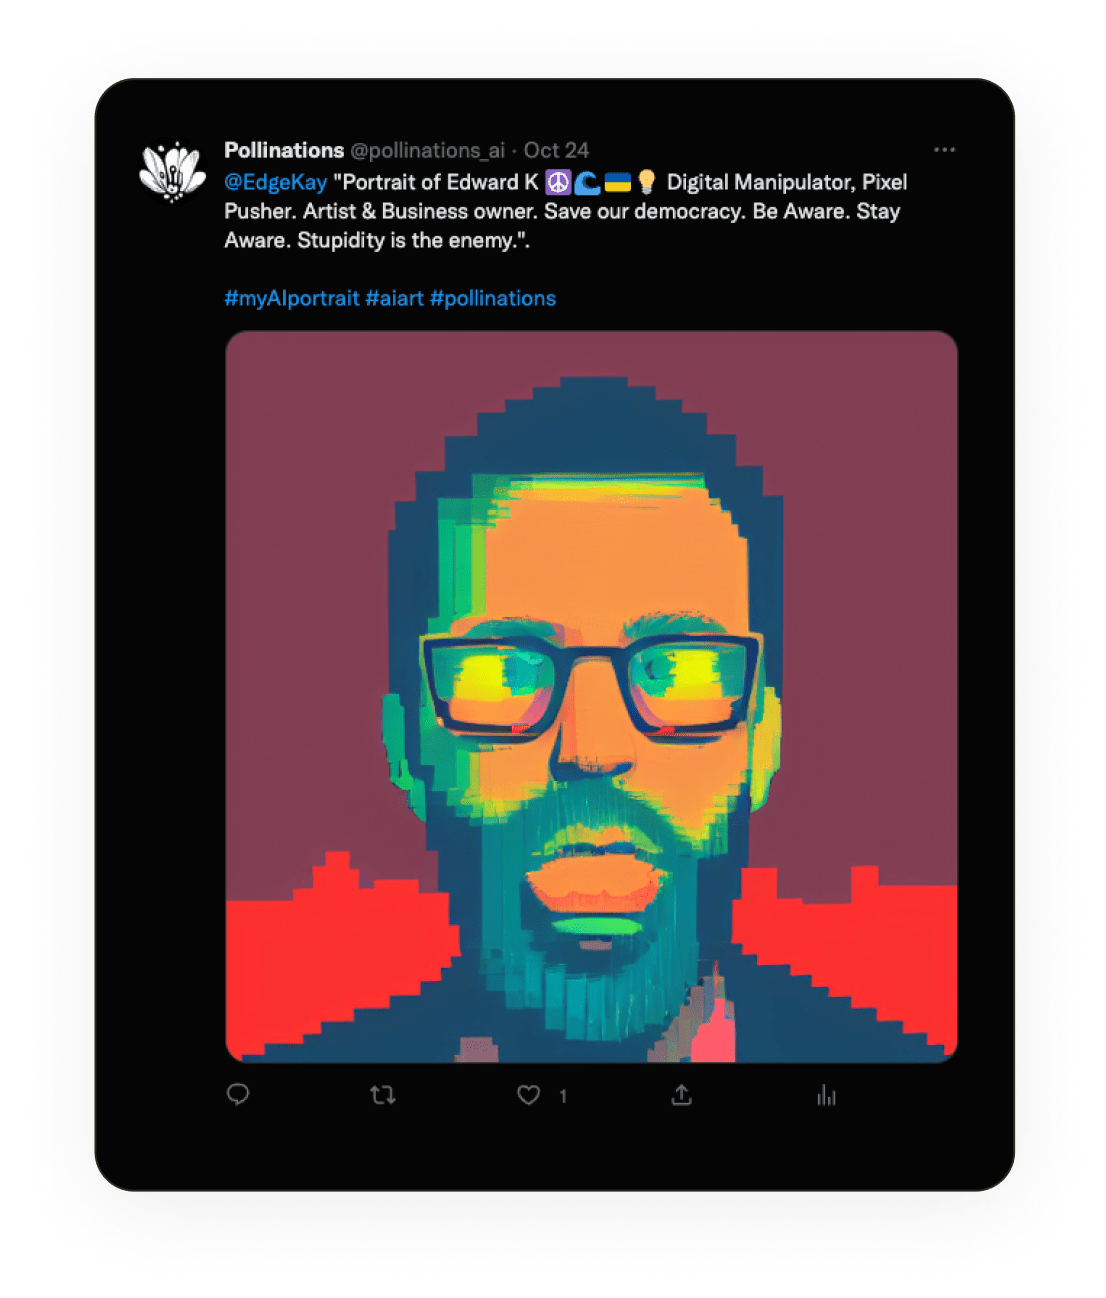 Pollinations @pollinations_ai · Oct 24
@EdgeKay "Portrait of Edward K ☮️🌊🇺🇦💡 Digital Manipulator, Pixel
Pusher. Artist & Business owner. Save our democracy. Be Aware. Stay
Aware. Stupidity is the enemy.".
#myAIportrait #aiart #pollinations
1